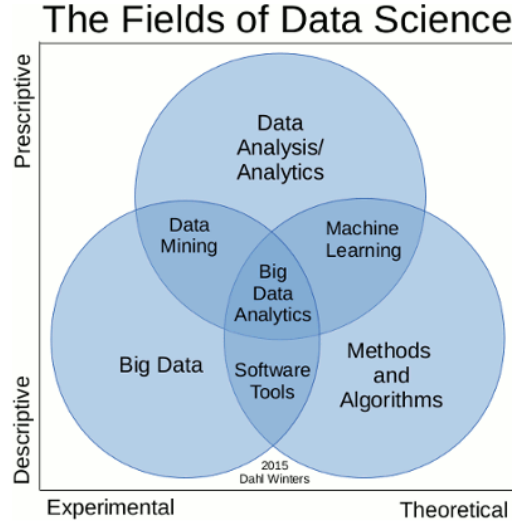 The Fields of Data Science
Prescriptive
Data
Analysis/
Analytics
Data
Mining
Machine
Learning
Big
Data
Analytics
Big Data
Software
Tools
Methods
and
Algorithms
Descriptive
2015
Dahl Winters
Experimental
Theoretical